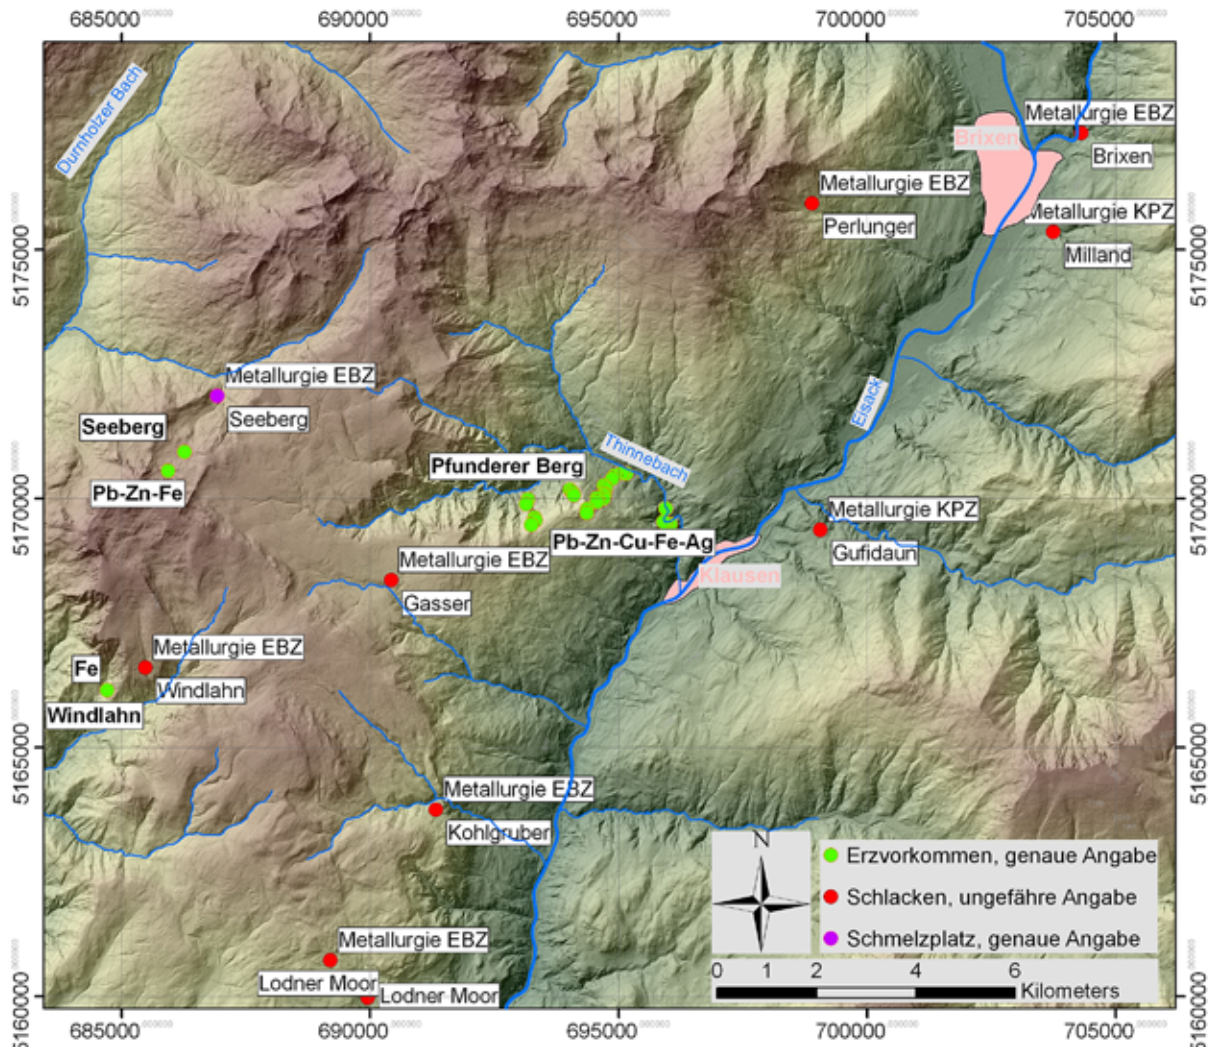 685000 690000 695000 700000 705000
Durnholzer Bach
Metallurgie EBZ
Brixen
Brixen
Metallurgie EBZ
Perlunger
Metallurgie KPZ
Milland
5175000
5175000
Metallurgie EBZ
Seeberg
Seeberg
Pb-Zn-Fe
Eisack
Thinnebach
Pfunderer Berg
Pb-Zn-Cu-Fe-Ag
5170000
5170000
Metallurgie KPZ
Gufidaun
Klausen
Metallurgie EBZ
Gasser
Metallurgie EBZ
Fe
Windlahn
Windlahn
5165000
5165000
Metallurgie EBZ
Kohlgruber
Metallurgie EBZ
Lodner Moor
Lodner Moor
N
Erzvorkommen, genaue Angabe
Schlacken, ungefähre Angabe
Schmelzplatz, genaue Angabe
0 1 2 4 6
Kilometers
5160000
5160000
685000 690000 695000 700000 705000